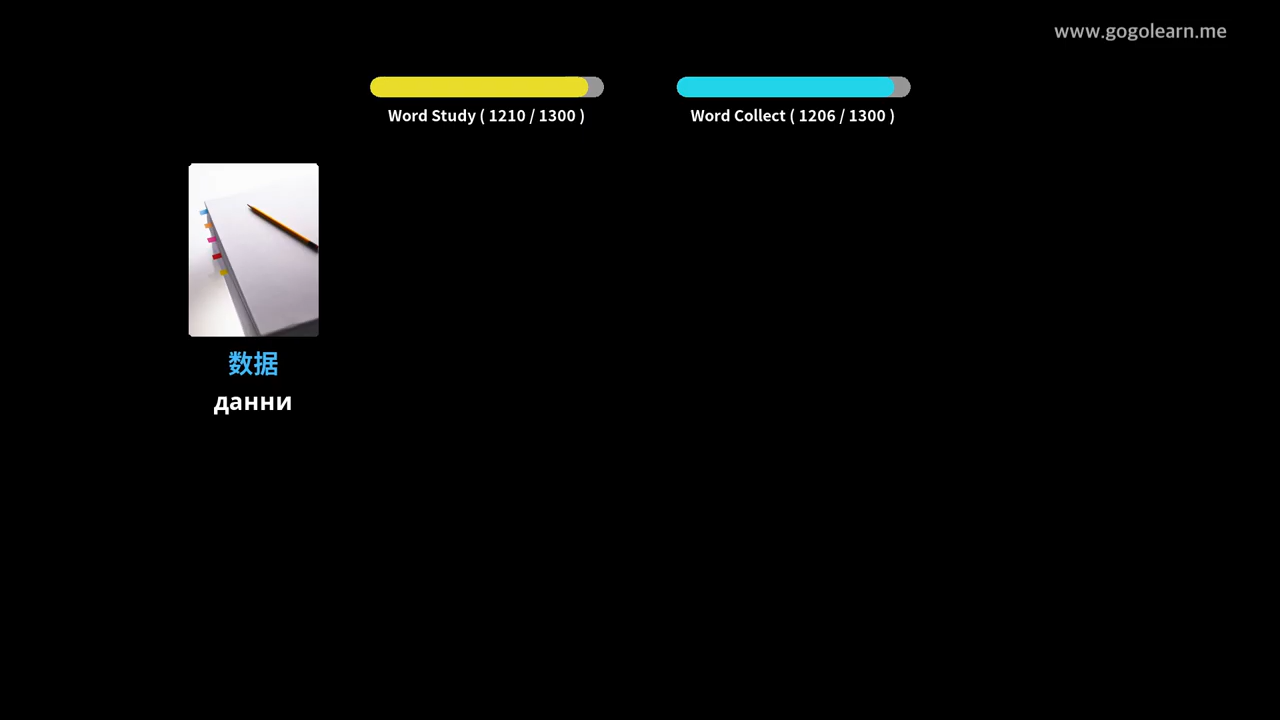 www.gogolearn.me
Word Study ( 1210 / 1300 )
Word Collect ( 1206 / 1300 )
数据
данни